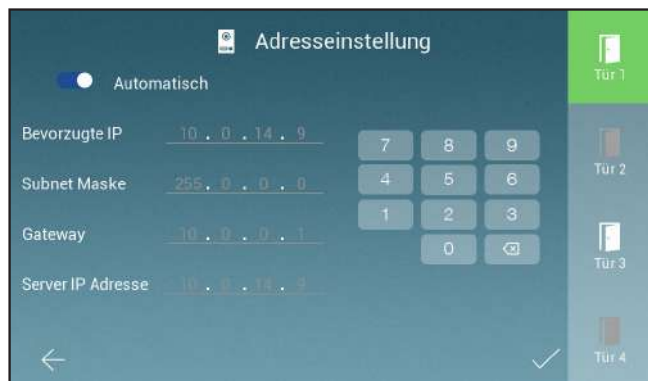 Adresseinstellung
Automatisch
Bevorzugte IP 10 . 0 . 14 . 9
Subnet Maske 255 . 0 . 0 . 0
Gateway 10 . 0 . 0 . 1
Server IP Adresse 10 . 0 . 14 . 9
7 8 9
4 5 6
1 2 3
0
Tür 1
Tür 2
Tür 3
Tür 4